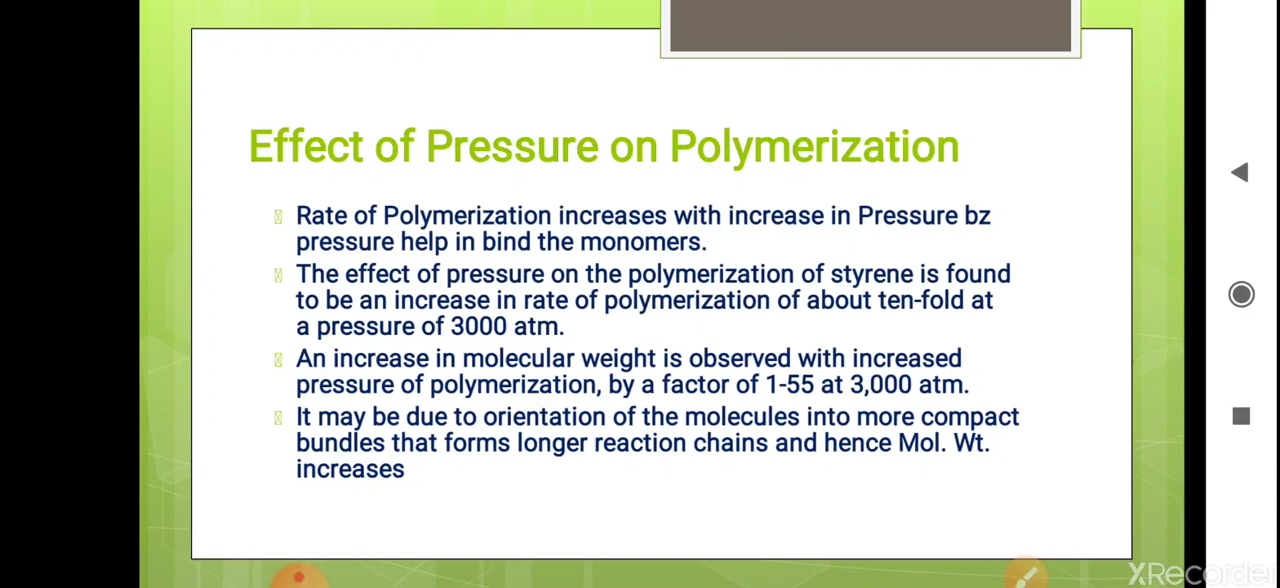 Effect of Pressure on Polymerization
Rate of Polymerization increases with increase in Pressure bz
pressure help in bind the monomers.
The effect of pressure on the polymerization of styrene is found
to be an increase in rate of polymerization of about ten-fold at
a pressure of 3000 atm.
An increase in molecular weight is observed with increased
pressure of polymerization, by a factor of 1-55 at 3,000 atm.
It may be due to orientation of the molecules into more compact
bundles that forms longer reaction chains and hence Mol. Wt.
increases
XRecorder